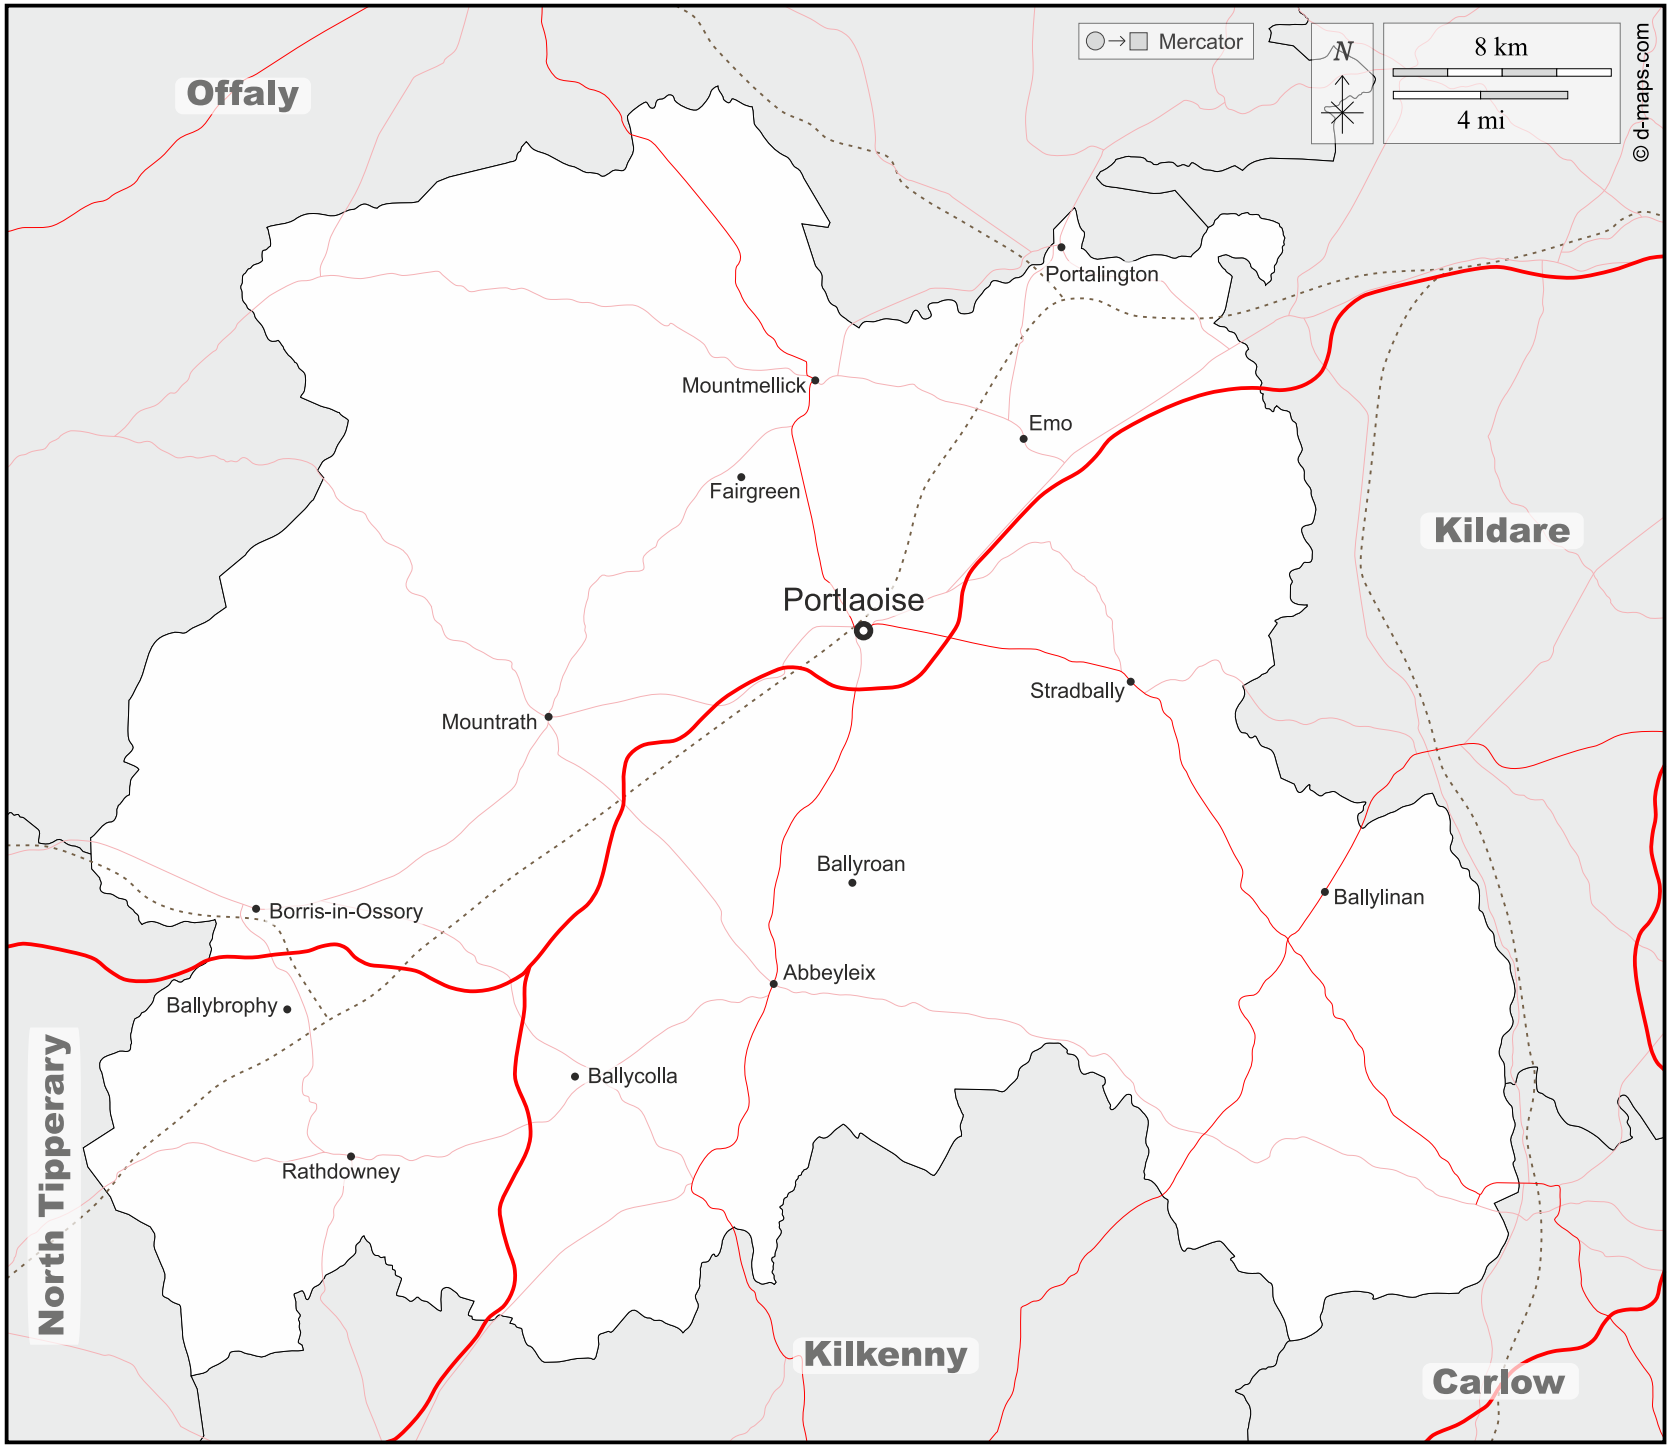 Mercator
N
8 km
4 mi
© d-maps.com
Offaly
Portalington
Mountmellick
Emo
Fairgreen
Kildare
Portlaoise
Stradbally
Mountrath
Ballyroan
Ballylinan
Borris-in-Ossory
Abbeyleix
Ballybrophy
Ballycolla
North Tipperary
Rathdowney
Kilkenny
Carlow